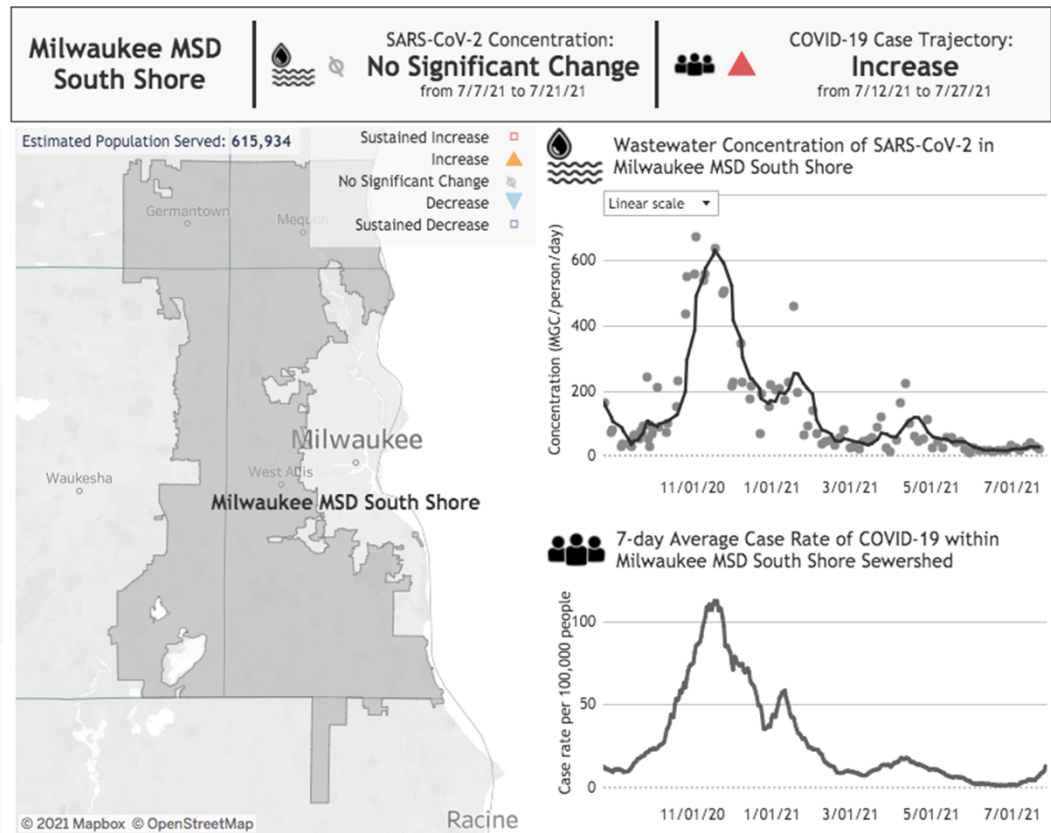 Milwaukee MSD
South Shore
SARS-CoV-2 Concentration:
No Significant Change
from 7/7/21 to 7/21/21
COVID-19 Case Trajectory:
Increase
from 7/12/21 to 7/27/21
Estimated Population Served: 615,934
Sustained Increase
Increase
No Significant Change
Decrease
Sustained Decrease
Germantown
Mequon
Milwaukee
West Allis
Waukesha
Milwaukee MSD South Shore
Racine
© 2021 Mapbox © OpenStreetMap
Wastewater Concentration of SARS-CoV-2 in
Milwaukee MSD South Shore
Linear scale
Concentration (MGC/person/day)
600
400
200
0
11/01/20 1/01/21 3/01/21 5/01/21 7/01/21
7-day Average Case Rate of COVID-19 within
Milwaukee MSD South Shore Sewershed
Case rate per 100,000 people
100
50
0
11/01/20 1/01/21 3/01/21 5/01/21 7/01/21